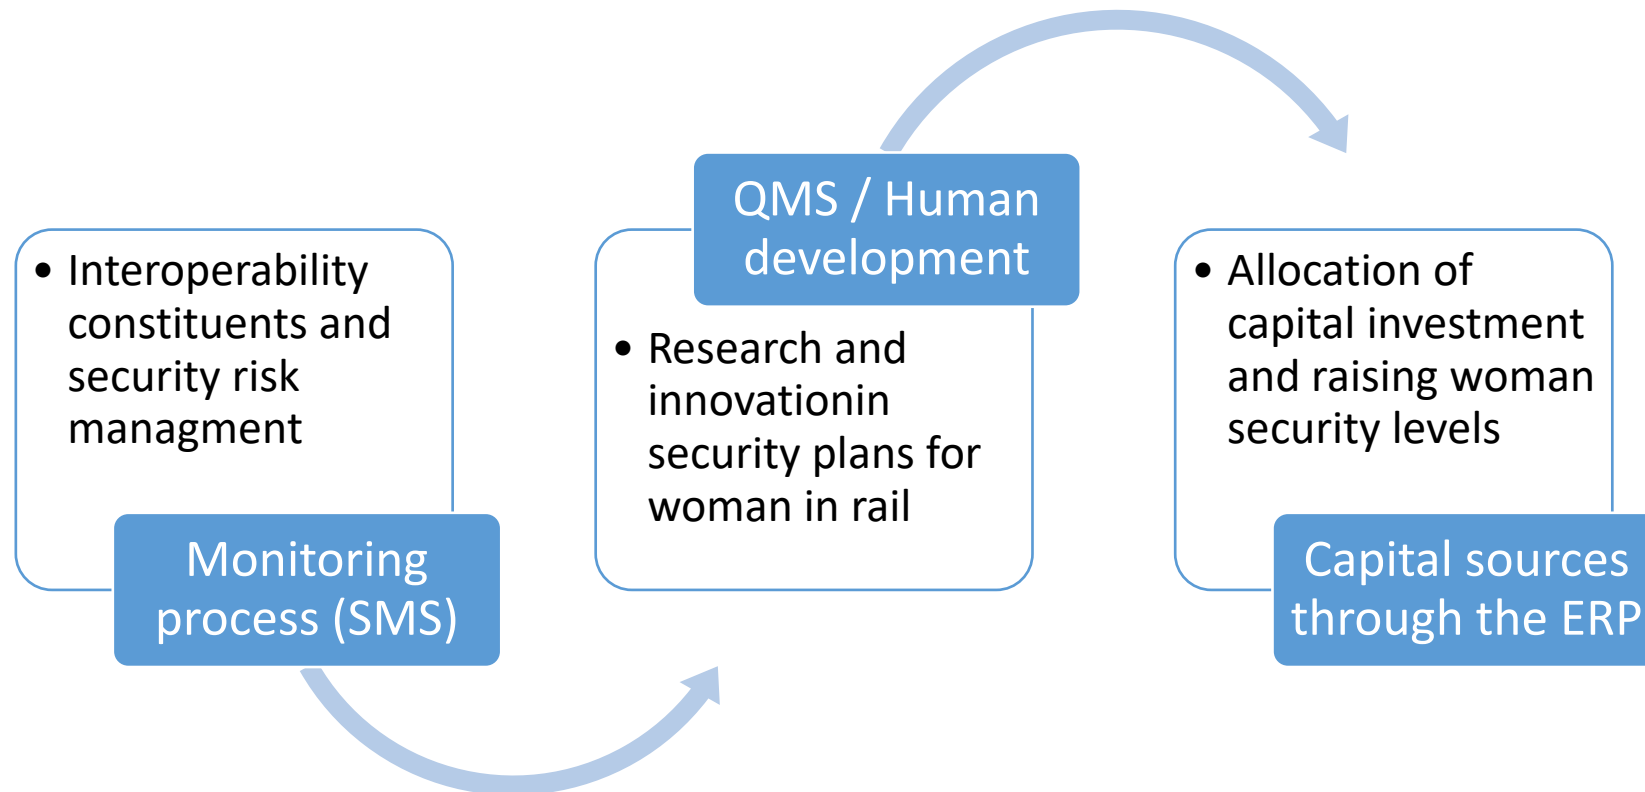 • Interoperability
constituents and
security risk
managment
Monitoring
process (SMS)
QMS / Human
development
• Research and
innovationin
security plans for
woman in rail
• Allocation of
capital investment
and raising woman
security levels
Capital sources
through the ERP